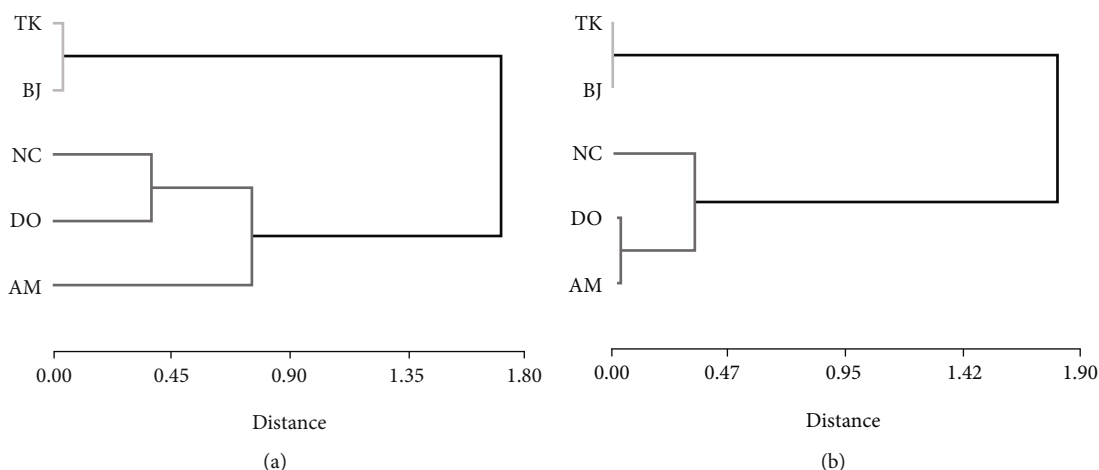 TK
BJ
NC
DO
AM
0.00 0.45 0.90 1.35 1.80
Distance
(a)
TK
BJ
NC
DO
AM
0.00 0.47 0.95 1.42 1.90
Distance
(b)